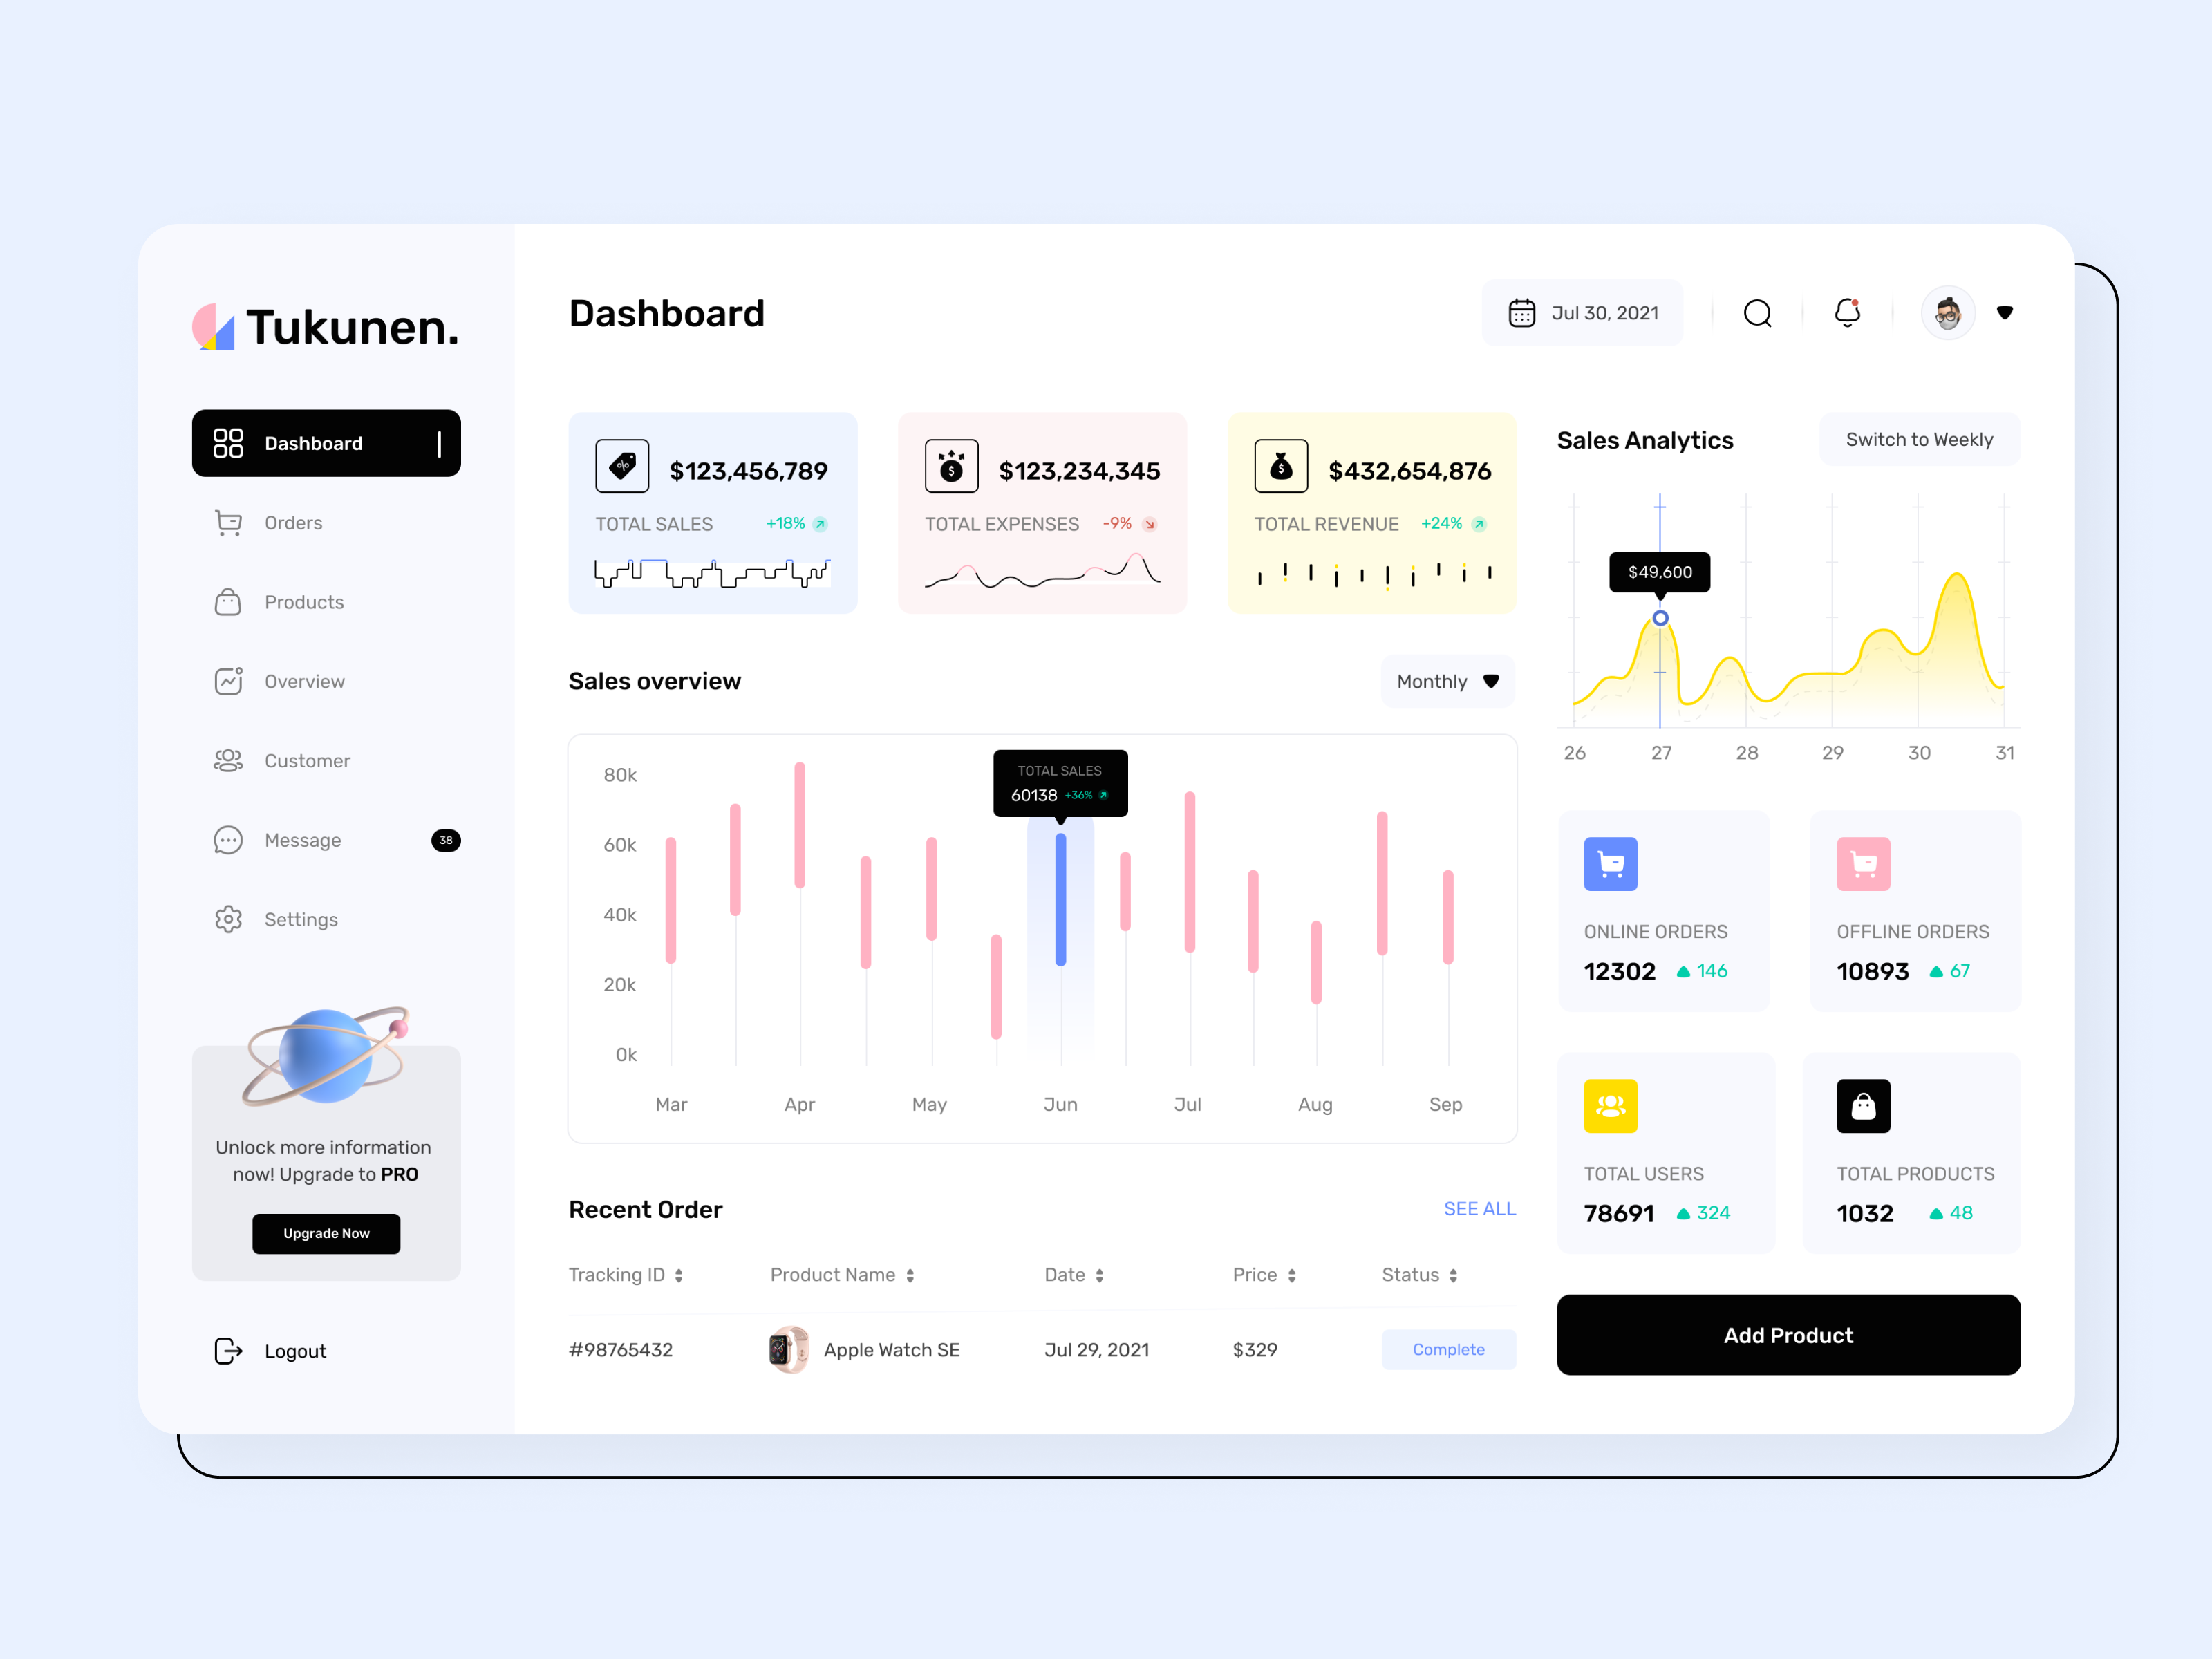 Tukunen.
Dashboard
Orders
Products
Overview
Customer
Message 38
Settings
Unlock more information
now! Upgrade to PRO
Upgrade Now
Logout
Dashboard
Jul 30, 2021
$123,456,789
TOTAL SALES +18%
$123,234,345
TOTAL EXPENSES -9%
$432,654,876
TOTAL REVENUE +24%
Sales overview
Monthly
80k
60k
40k
20k
0k
TOTAL SALES
60138 +36%
Mar Apr May Jun Jul Aug Sep
Recent Order
SEE ALL
Tracking ID Product Name Date Price Status
#98765432 Apple Watch SE Jul 29, 2021 $329 Complete
Sales Analytics
Switch to Weekly
$49,600
26 27 28 29 30 31
ONLINE ORDERS
12302 146
OFFLINE ORDERS
10893 67
TOTAL USERS
78691 324
TOTAL PRODUCTS
1032 48
Add Product